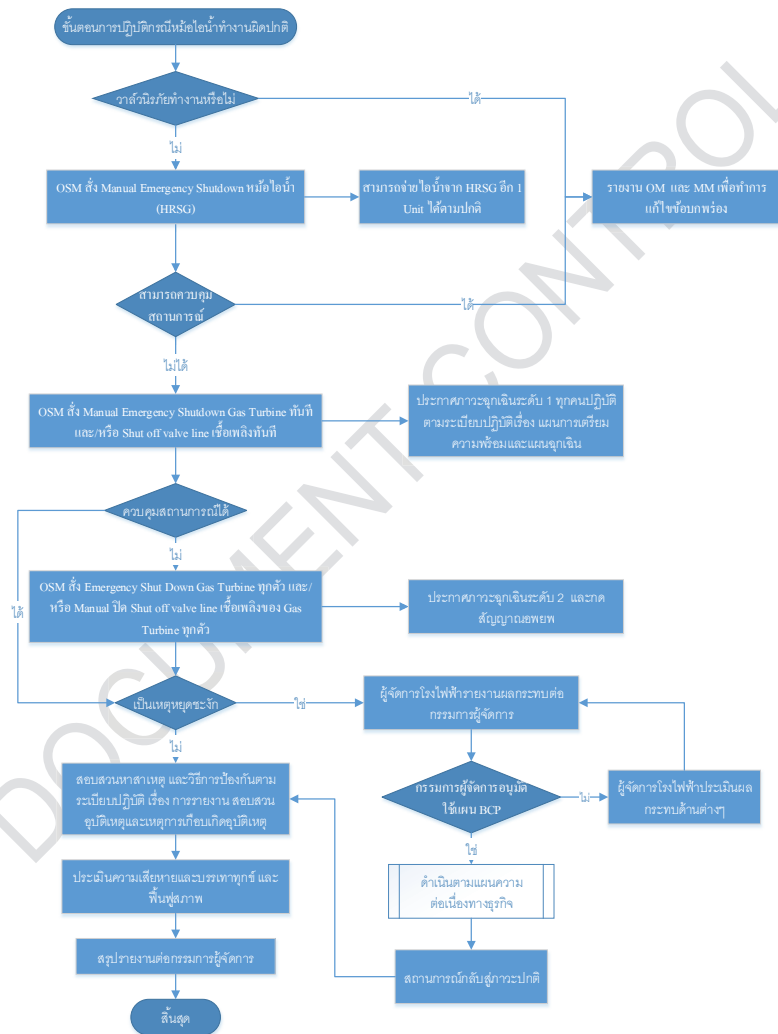 ขั้นตอนการปฏิบัติกรณีหม้อไอน้ำทำงานผิดปกติ
วาล์วนิรภัยทำงานหรือไม่
ได้
ไม่
OSM สั่ง Manual Emergency Shutdown หม้อไอน้ำ
(HRSG)
สามารถจ่ายไอน้ำจาก HRSG อีก 1
Unit ได้ตามปกติ
รายงาน OM และ MM เพื่อทำการ
แก้ไขข้อบกพร่อง
สามารถควบคุม
สถานการณ์
ได้
ไม่ได้
OSM สั่ง Manual Emergency Shutdown Gas Turbine ทันที
และ/หรือ Shut off valve line เชื้อเพลิงทันที
ประกาศภาวะฉุกเฉินระดับ 1 ทุกคนปฏิบัติ
ตามระเบียบปฏิบัติเรื่อง แผนการเตรียม
ความพร้อมและแผนฉุกเฉิน
ควบคุมสถานการณ์ได้
ไม่
ได้
OSM สั่ง Emergency Shut Down Gas Turbine ทุกตัว และ/
หรือ Manual ปิด Shut off valve line เชื้อเพลิงของ Gas
Turbine ทุกตัว
ประกาศภาวะฉุกเฉินระดับ 2 และกด
สัญญาณอพยพ
เป็นเหตุหยุดชะงัก
ใช่
ไม่
ผู้จัดการโรงไฟฟ้ารายงานผลกระทบต่อ
กรรมการผู้จัดการ
สอบสวนหาสาเหตุ และวิธีการป้องกันตาม
ระเบียบปฏิบัติ เรื่อง การรายงาน สอบสวน
อุบัติเหตุและเหตุการเกือบเกิดอุบัติเหตุ
กรรมการผู้จัดการอนุมัติ
ใช้แผน BCP
ไม่
ผู้จัดการโรงไฟฟ้าประเมินผล
กระทบด้านต่างๆ
ใช่
ประเมินความเสียหายและบรรเทาทุกข์ และ
ฟื้นฟูสภาพ
ดำเนินตามแผนความ
ต่อเนื่องทางธุรกิจ
สรุปรายงานต่อกรรมการผู้จัดการ
สถานการณ์กลับสู่ภาวะปกติ
สิ้นสุด
DOCUMENT CONTROL